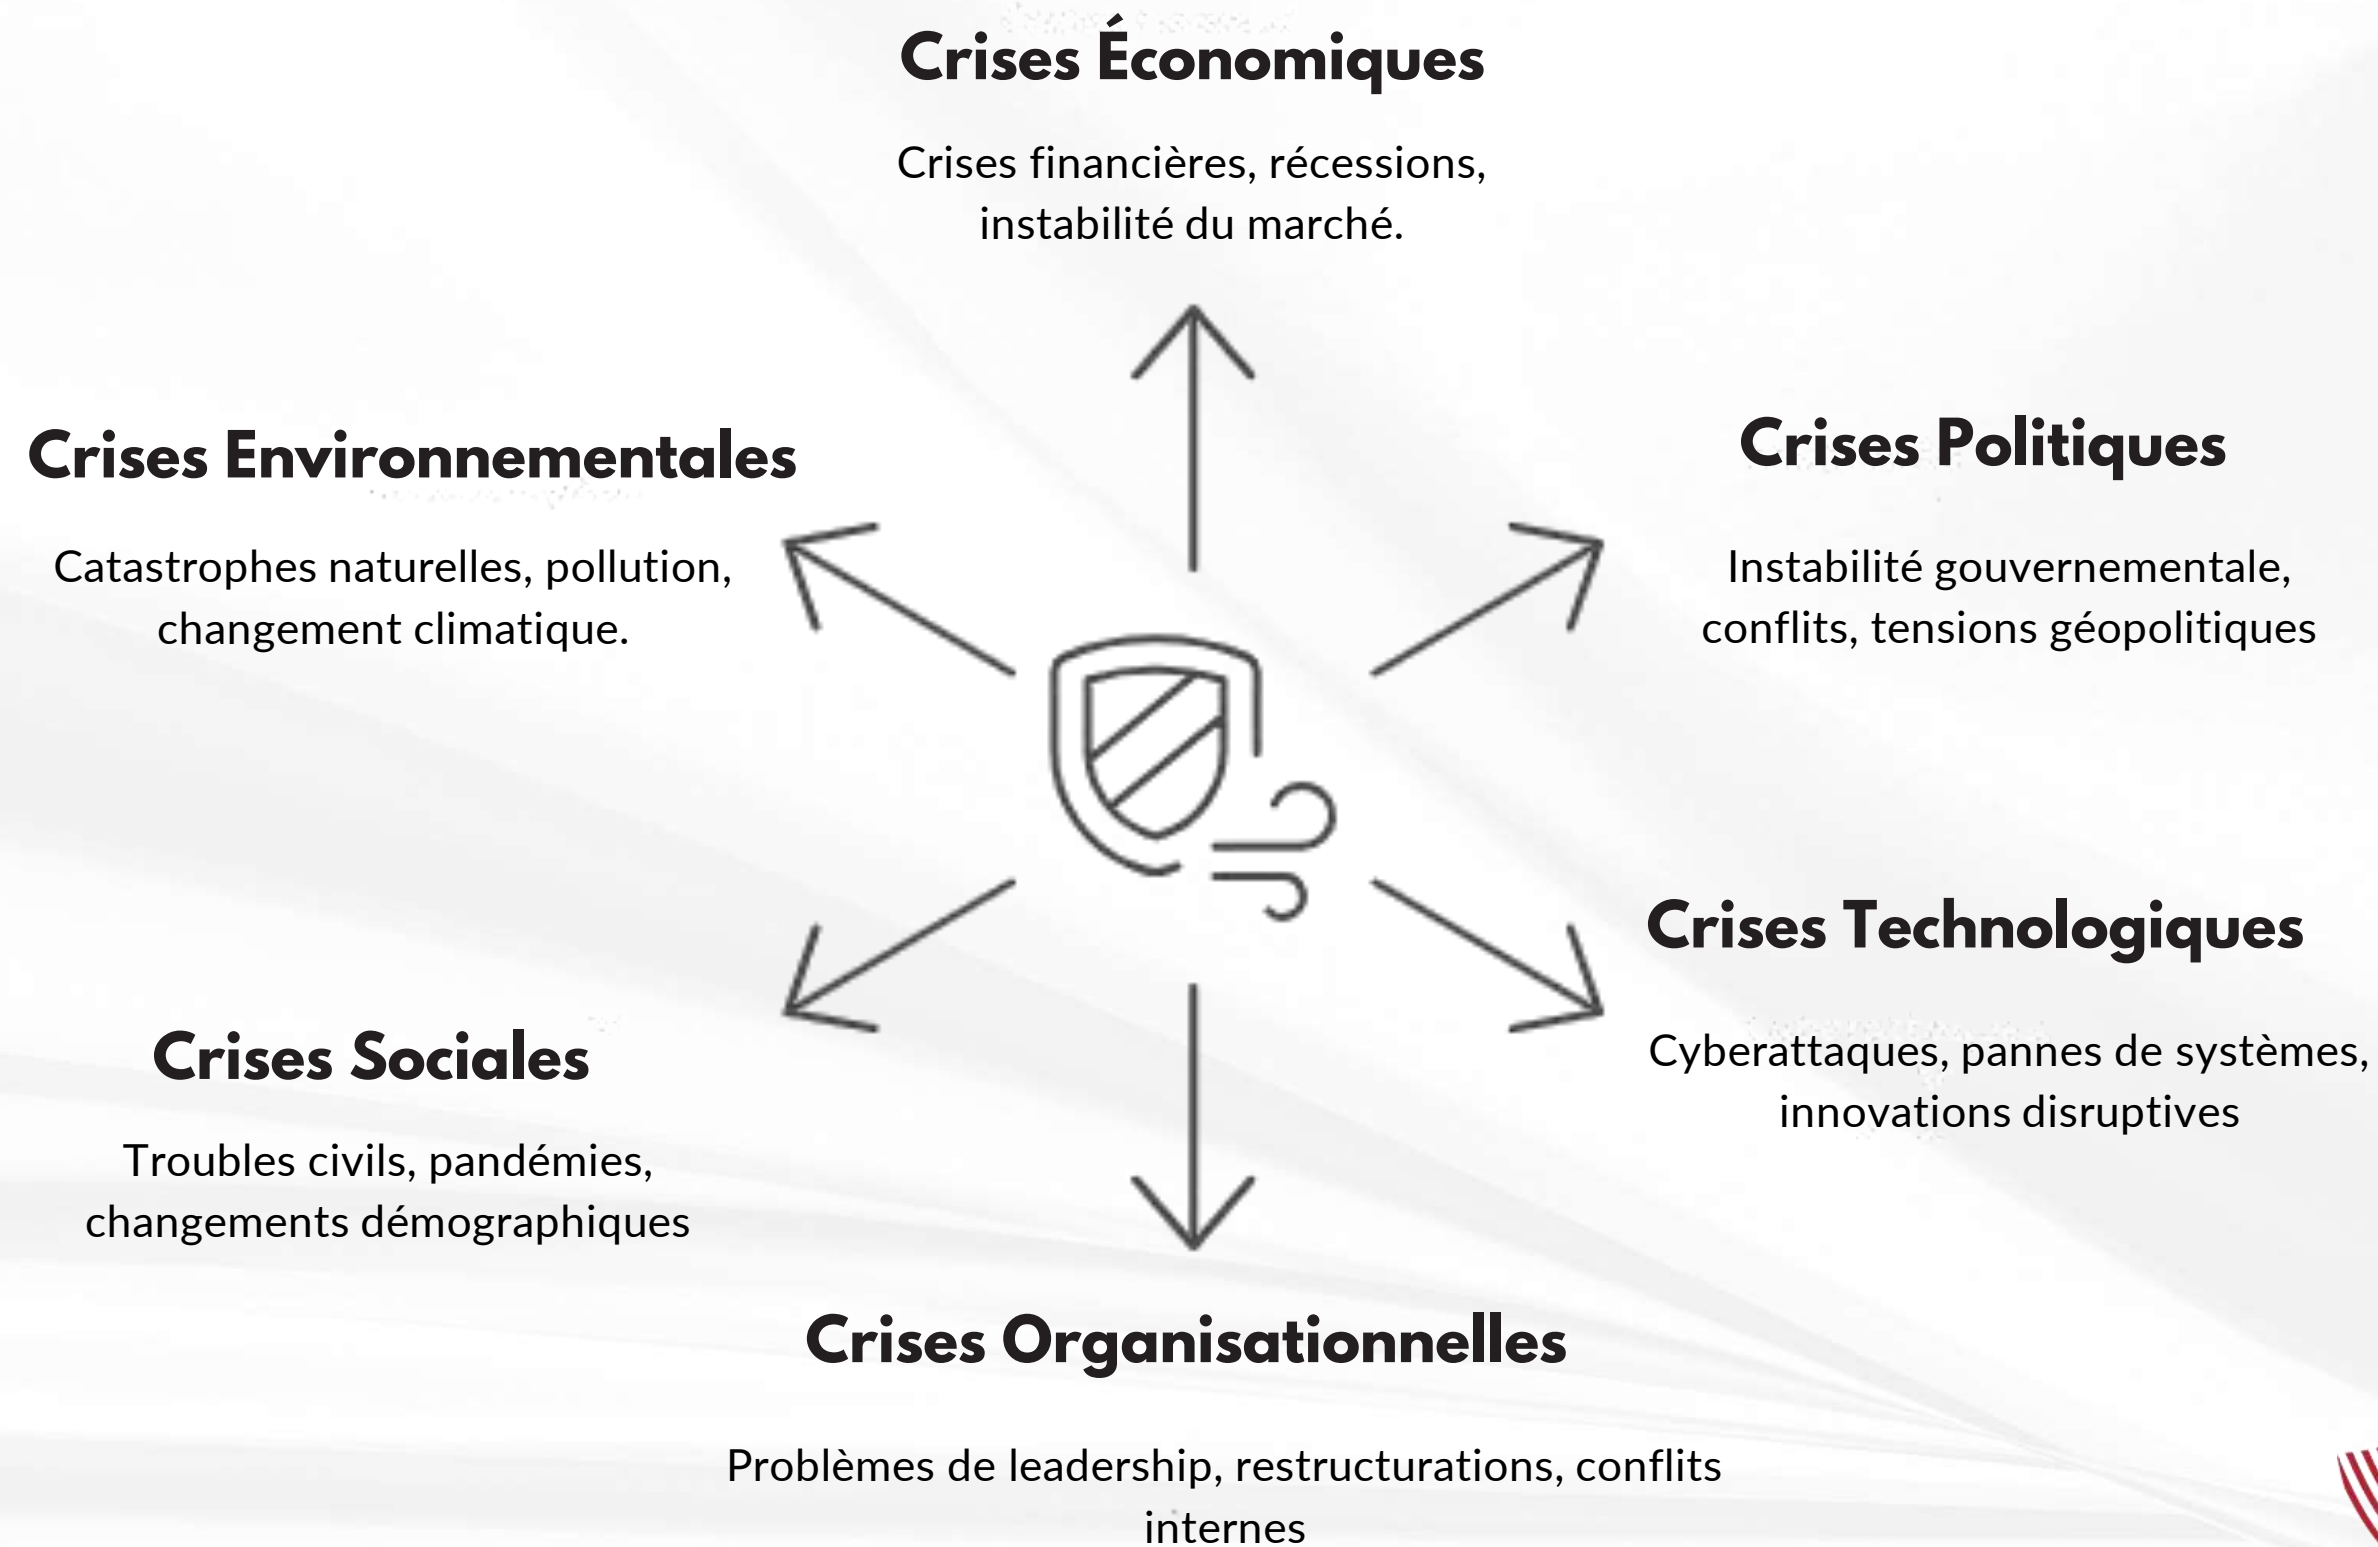 Crises Économiques
Crises financières, récessions,
instabilité du marché.
Crises Environnementales
Catastrophes naturelles, pollution,
changement climatique.
Crises Politiques
Instabilité gouvernementale,
conflits, tensions géopolitiques
Crises Technologiques
Cyberattaques, pannes de systèmes,
innovations disruptives
Crises Sociales
Troubles civils, pandémies,
changements démographiques
Crises Organisationnelles
Problèmes de leadership, restructurations, conflits
internes